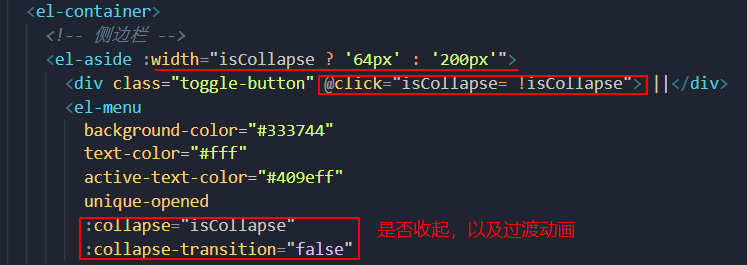 <el-container>
<!-- 侧边栏 -->
<el-aside :width="isCollapse ? '64px' : '200px'">
<div class="toggle-button" @click="isCollapse= !isCollapse"> ||</div>
<el-menu
background-color="#333744"
text-color="#fff"
active-text-color="#409eff"
unique-opened
:collapse="isCollapse"
:collapse-transition="false"
是否收起，以及过渡动画